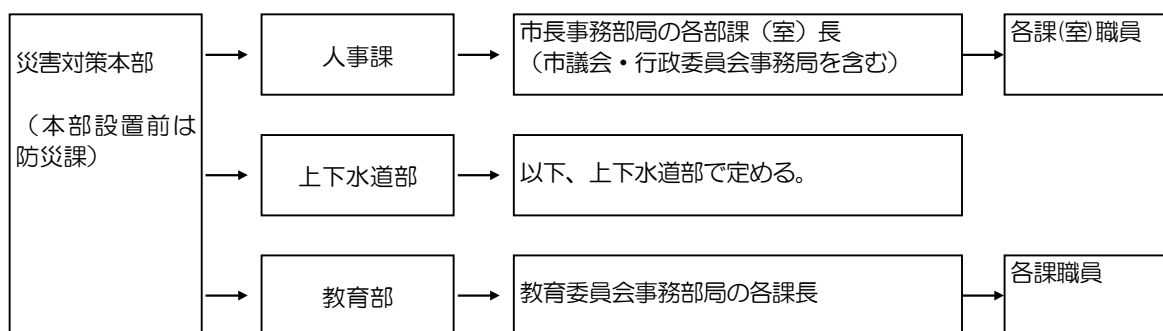 災害対策本部
（本部設置前は
防災課）
人事課
市長事務部局の各部課（室）長
（市議会・行政委員会事務局を含む）
各課(室)職員
上下水道部
以下、上下水道部で定める。
教育部
教育委員会事務部局の各課長
各課職員